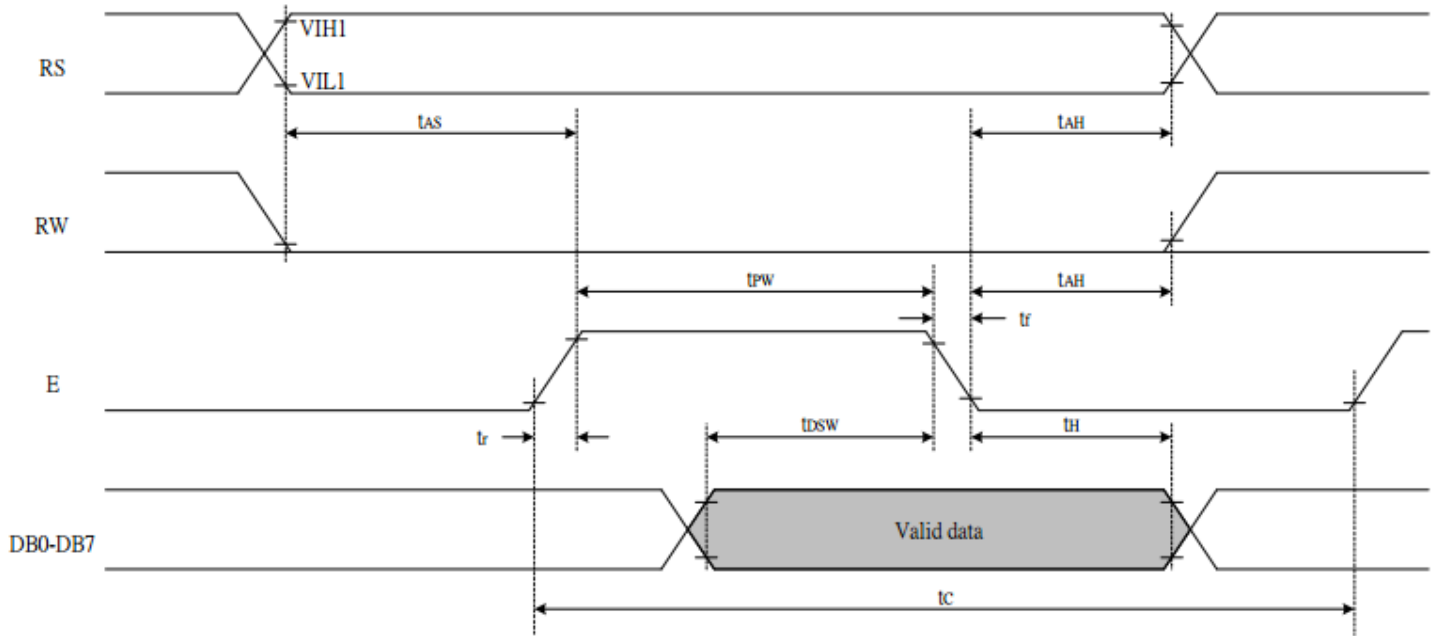 VIH1
RS
VIL1
tAS
tAH
RW
tPW
tAH
tf
E
tr
tDSW
tH
Valid data
DB0-DB7
tC